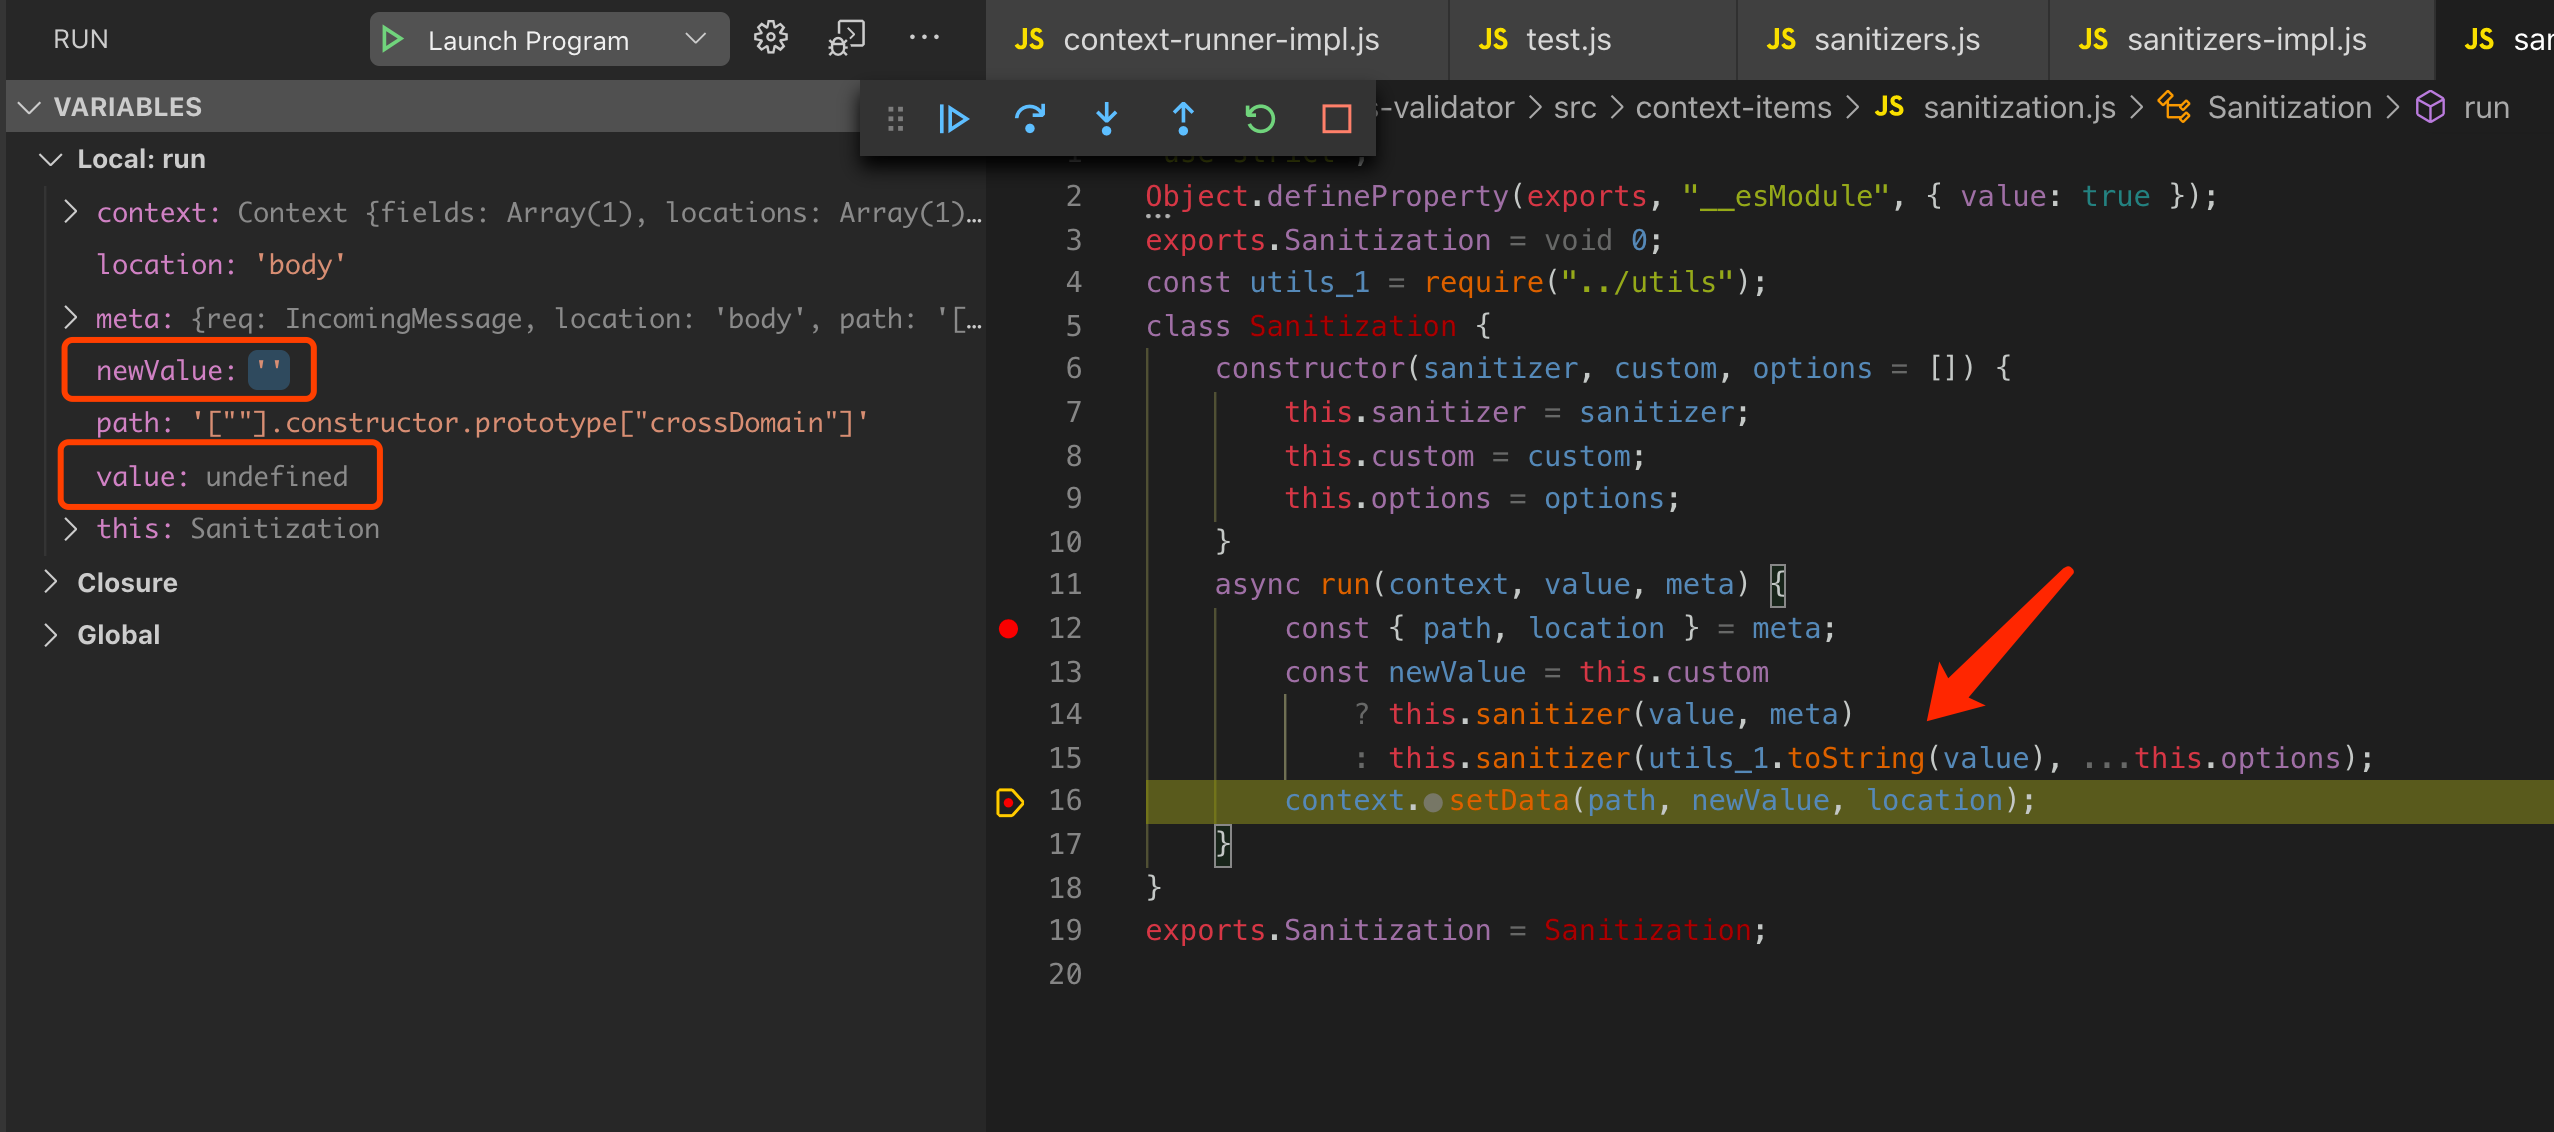 RUN
Launch Program
JS context-runner-impl.js
JS test.js
JS sanitizers.js
JS sanitizers-impl.js
JS
VARIABLES
s-validator > src > context-items > JS sanitization.js > Sanitization > run
Local: run
context: Context {fields: Array(1), locations: Array(1)…
location: 'body'
meta: {req: IncomingMessage, location: 'body', path: '[…
newValue: ''
path: '[""].constructor.prototype["crossDomain"]'
value: undefined
this: Sanitization
Closure
Global
2 Object.defineProperty(exports, "__esModule", { value: true });
3 exports.Sanitization = void 0;
4 const utils_1 = require("../utils");
5 class Sanitization {
6 constructor(sanitizer, custom, options = []) {
7 this.sanitizer = sanitizer;
8 this.custom = custom;
9 this.options = options;
10 }
11 async run(context, value, meta) {
12 const { path, location } = meta;
13 const newValue = this.custom
14 ? this.sanitizer(value, meta)
15 : this.sanitizer(utils_1.toString(value), ...this.options);
16 context.setData(path, newValue, location);
17 }
18 }
19 exports.Sanitization = Sanitization;
20